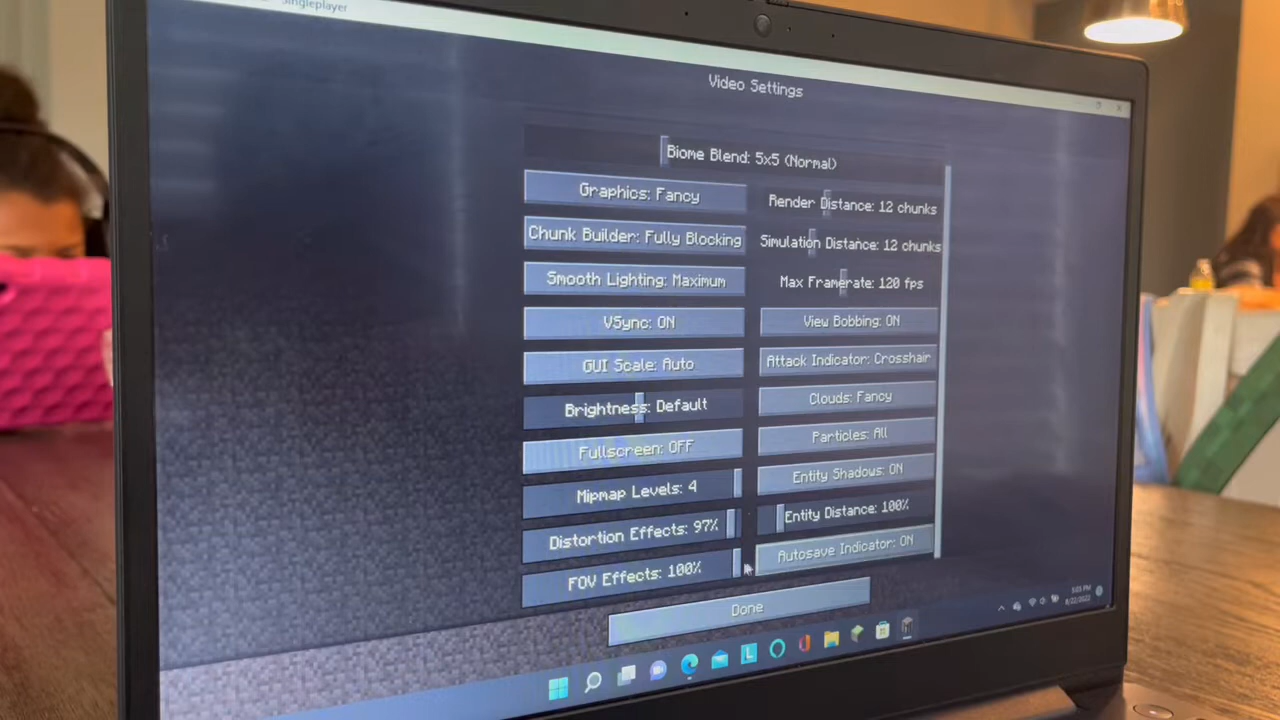 Singleplayer
Video Settings
Biome Blend: 5x5 (Normal)
Graphics: Fancy
Render Distance: 12 chunks
Chunk Builder: Fully Blocking
Simulation Distance: 12 chunks
Smooth Lighting: Maximum
Max Framerate: 120 fps
VSync: ON
View Bobbing: ON
GUI Scale: Auto
Attack Indicator: Crosshair
Brightness: Default
Clouds: Fancy
Fullscreen: OFF
Particles: All
Mipmap Levels: 4
Entity Shadows: ON
Distortion Effects: 97%
Entity Distance: 100%
FOV Effects: 100%
Autosave Indicator: ON
Done
8/22/2022